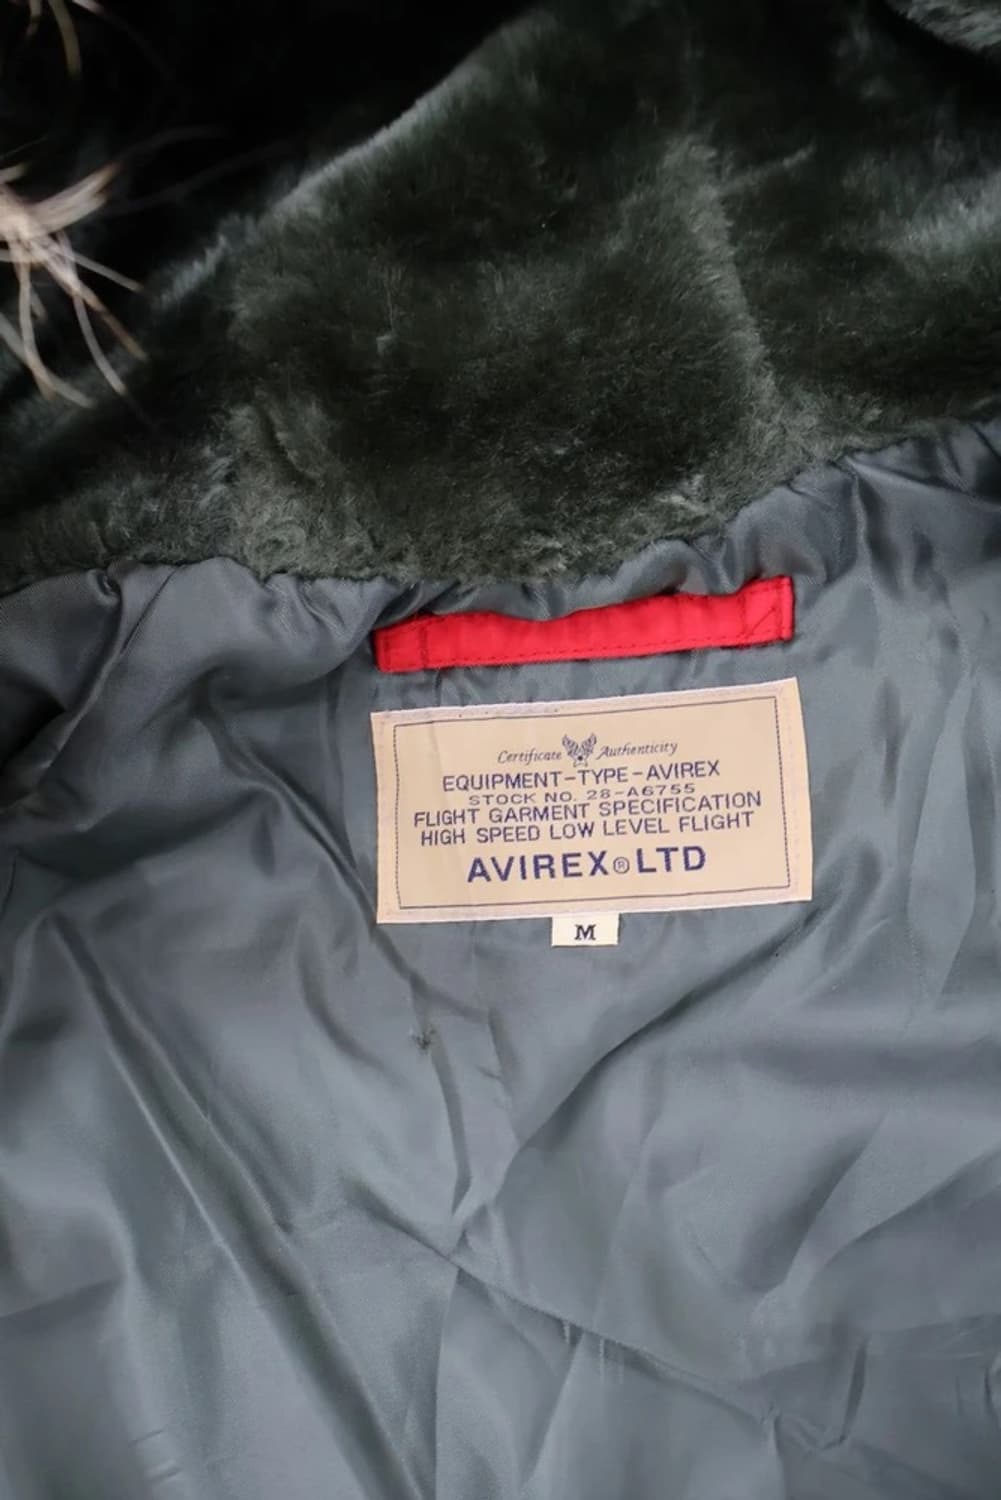 Certificate Authenticity
EQUIPMENT-TYPE-AVIREX
STOCK NO. 28-A6755
FLIGHT GARMENT SPECIFICATION
HIGH SPEED LOW LEVEL FLIGHT
AVIREX® LTD
M